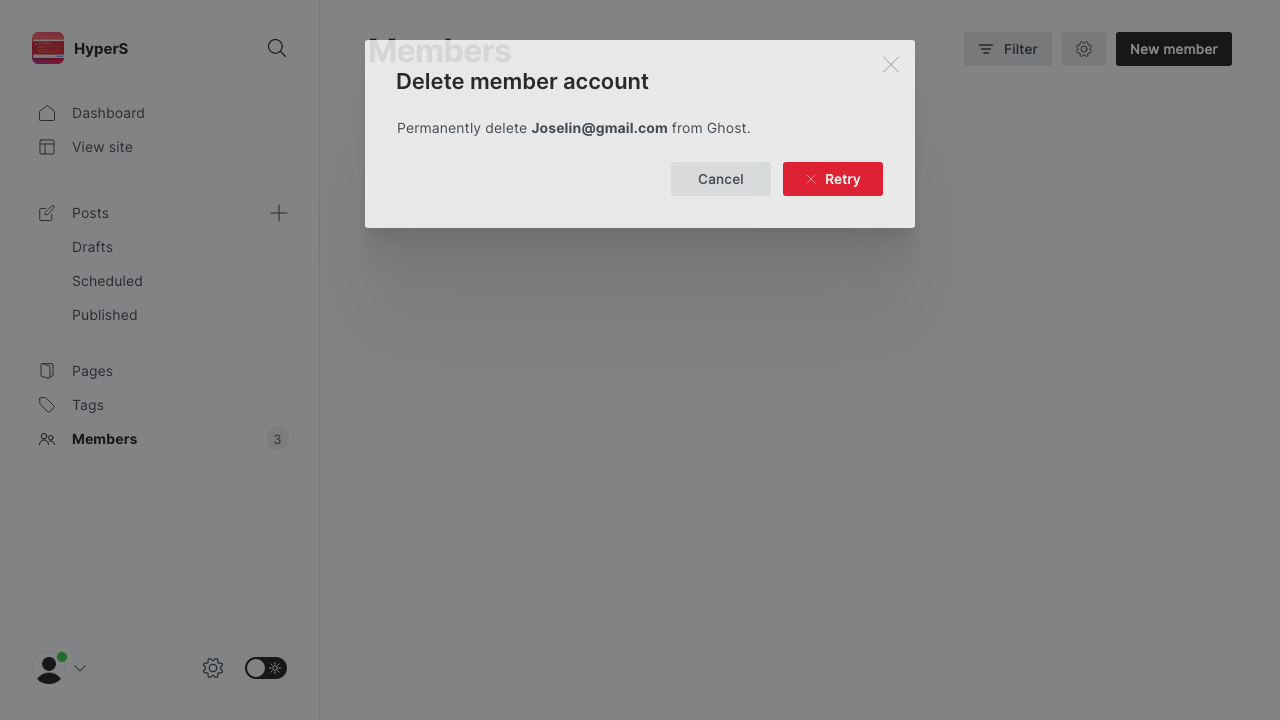 HyperS
Dashboard
View site
Posts
Drafts
Scheduled
Published
Pages
Tags
Members
3
Members
Filter
New member
Delete member account
Permanently delete Joselin@gmail.com from Ghost.
Cancel
Retry